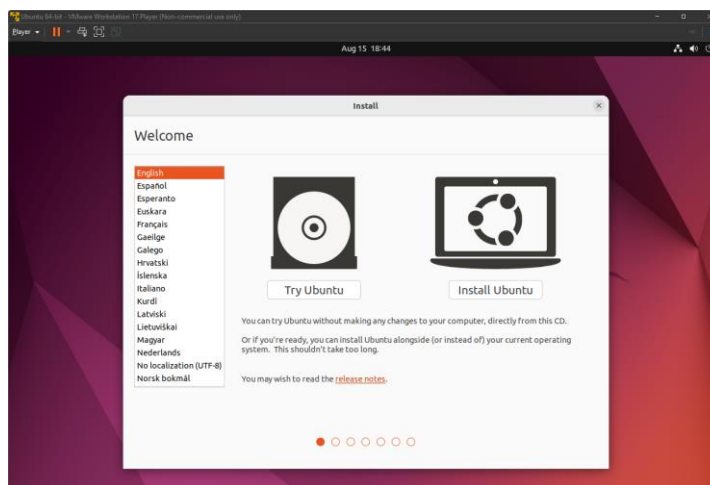 Ubuntu 64-bit - VMware Workstation 17 Player (Non-commercial use only)
Player
Aug 15 18:44
Install
Welcome
English
Español
Esperanto
Euskara
Français
Gaeilge
Galego
Hrvatski
Íslenska
Italiano
Kurdî
Latviski
Lietuviškai
Magyar
Nederlands
No localization (UTF-8)
Norsk bokmål
Try Ubuntu
Install Ubuntu
You can try Ubuntu without making any changes to your computer, directly from this CD.
Or if you're ready, you can install Ubuntu alongside (or instead of) your current operating
system. This shouldn't take too long.
You may wish to read the release notes.